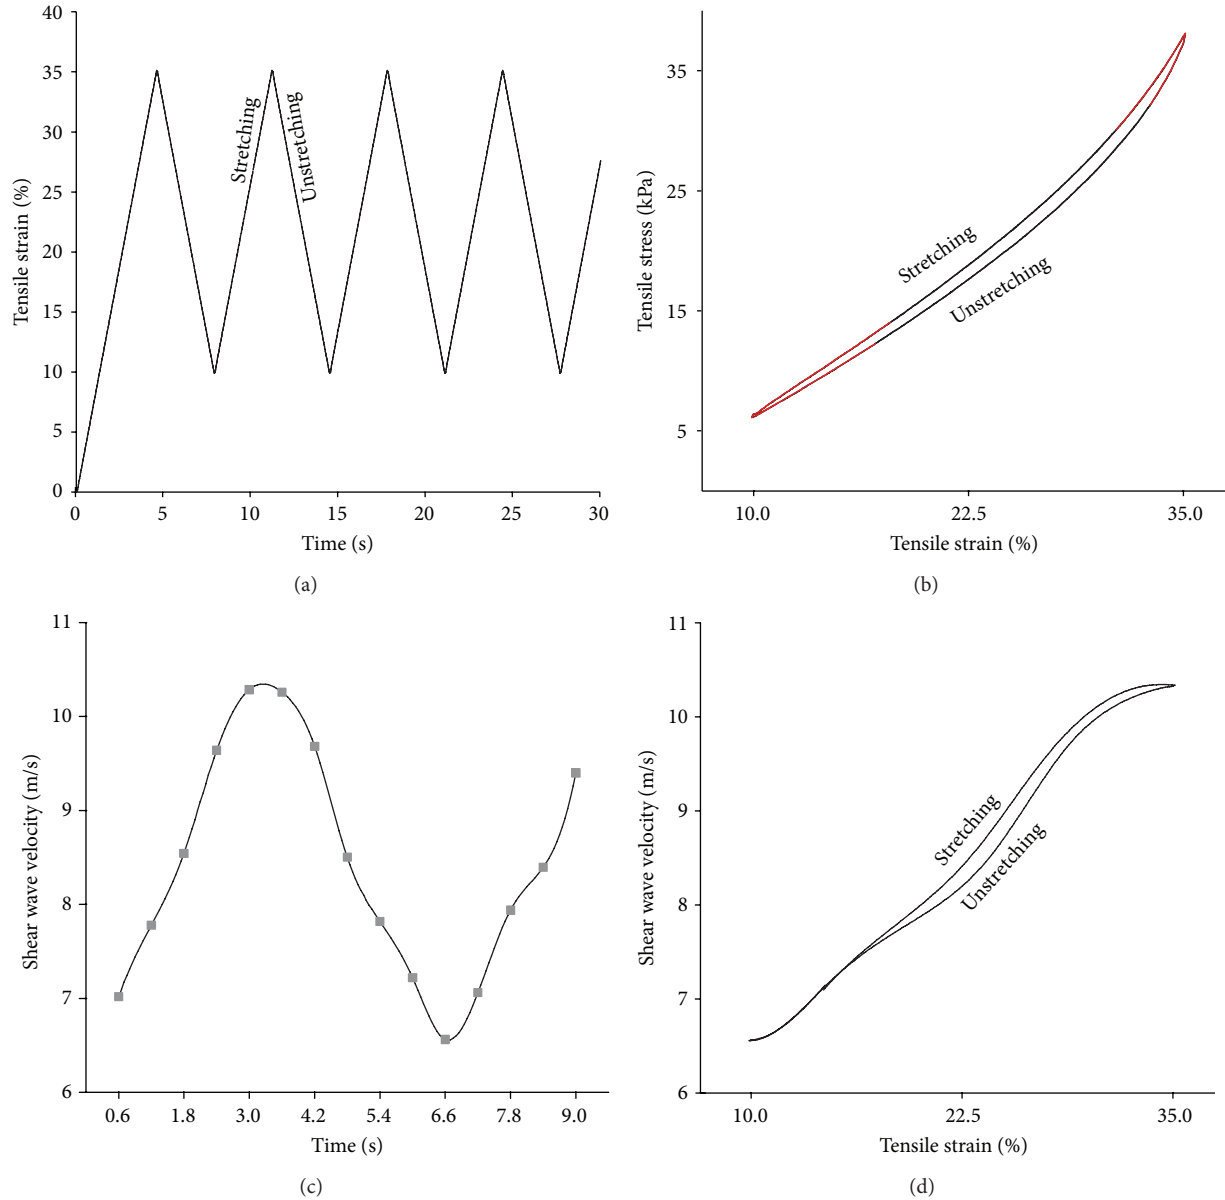 40
35
30
25
20
15
10
5
0
Tensile strain (%)
Stretching
Unstretching
0 5 10 15 20 25 30
Time (s)
(a)
35
25
15
5
Tensile stress (kPa)
Stretching
Unstretching
10.0 22.5 35.0
Tensile strain (%)
(b)
11
10
9
8
7
6
Shear wave velocity (m/s)
0.6 1.8 3.0 4.2 5.4 6.6 7.8 9.0
Time (s)
(c)
11
10
9
8
7
6
Shear wave velocity (m/s)
Stretching
Unstretching
10.0 22.5 35.0
Tensile strain (%)
(d)